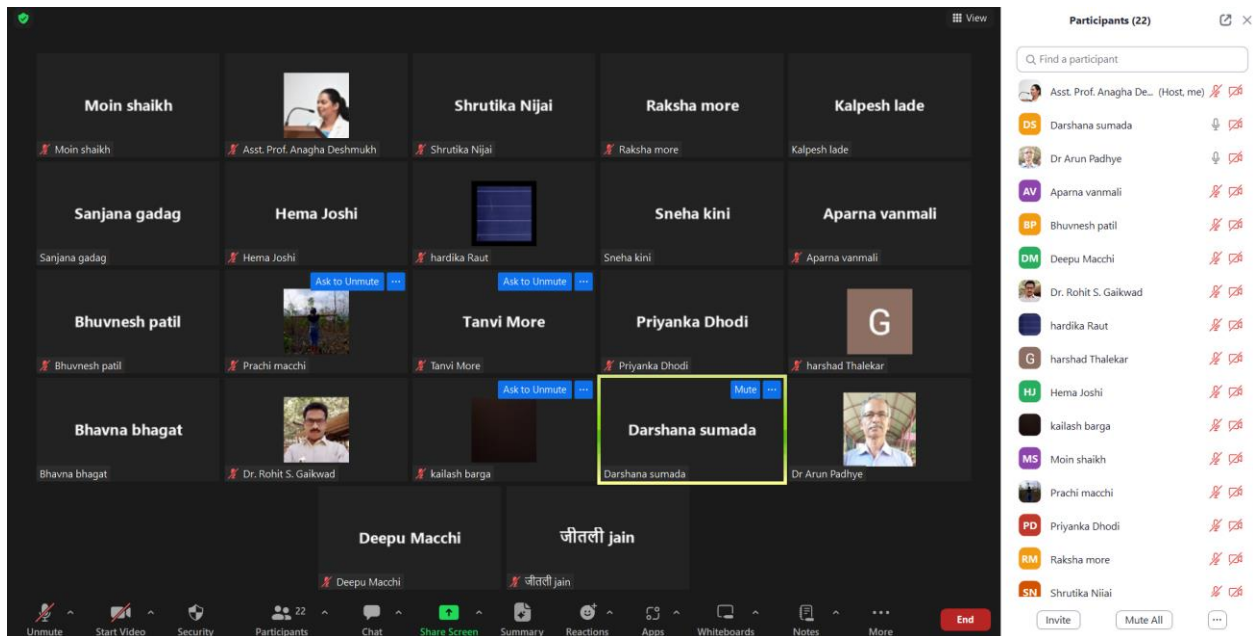 View
Moin shaikh
Moin shaikh
Asst. Prof. Anagha Deshmukh
Shrutika Nijai
Shrutika Nijai
Raksha more
Raksha more
Kalpesh lade
Kalpesh lade
Sanjana gadag
Sanjana gadag
Hema Joshi
Hema Joshi
hardika Raut
Sneha kini
Sneha kini
Aparna vanmali
Aparna vanmali
Bhuvnesh patil
Bhuvnesh patil
Ask to Unmute ...
Prachi macchi
Ask to Unmute ...
Tanvi More
Tanvi More
Priyanka Dhodi
Priyanka Dhodi
G
harshad Thalekar
Bhavna bhagat
Bhavna bhagat
Dr. Rohit S. Gaikwad
Ask to Unmute ...
kailash barga
Mute ...
Darshana sumada
Darshana sumada
Dr Arun Padhye
Deepu Macchi
Deepu Macchi
जीतली jain
जीतली jain
Unmute
Start Video
Security
22
Participants
Chat
Share Screen
Summary
Reactions
Apps
Whiteboards
Notes
More
End
Participants (22)
Find a participant
Asst. Prof. Anagha De... (Host, me)
DS Darshana sumada
Dr Arun Padhye
AV Aparna vanmali
BP Bhuvnesh patil
DM Deepu Macchi
Dr. Rohit S. Gaikwad
hardika Raut
G harshad Thalekar
HJ Hema Joshi
kailash barga
MS Moin shaikh
Prachi macchi
PD Priyanka Dhodi
RM Raksha more
SN Shrutika Nijai
Invite Mute All ...